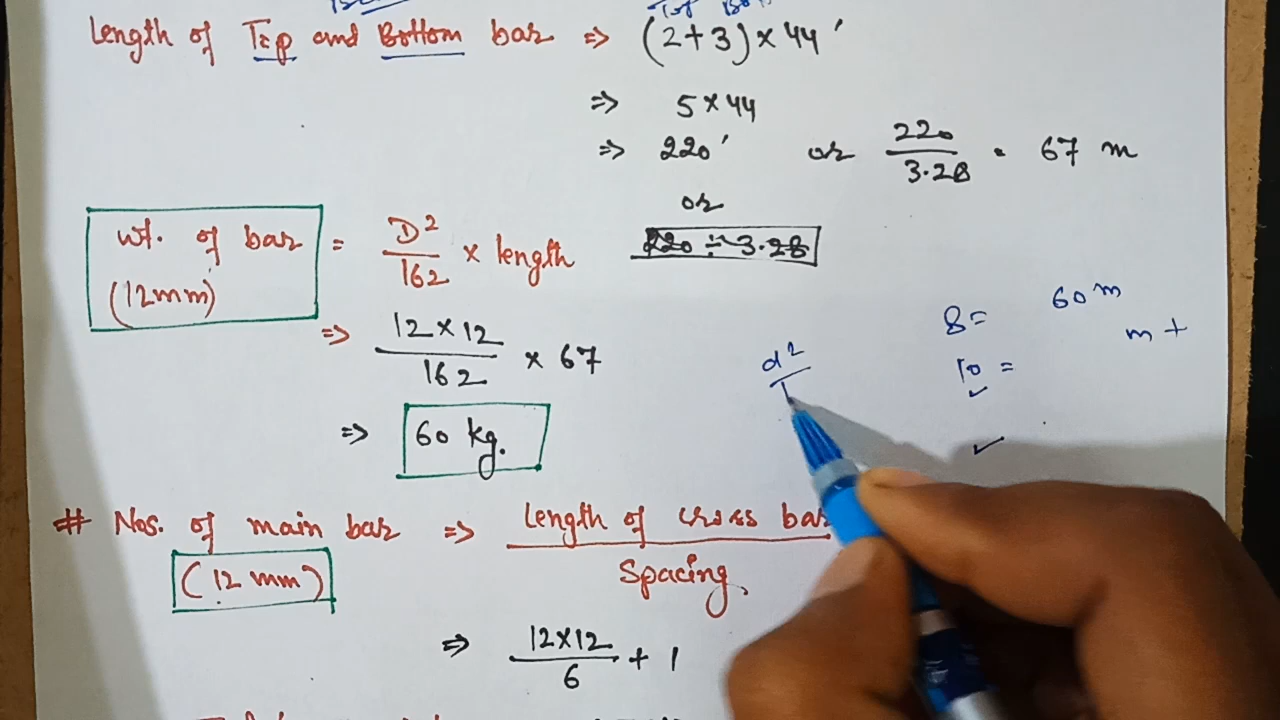 Length of Top and Bottom bar ⇒ (2+3) × 44'
⇒ 5 × 44
⇒ 220' or 220/3.28 = 67 m
or
220 ÷ 3.28
wt. of bar (12mm) = D²/162 × length
⇒ 12 × 12/162 × 67
⇒ 60 kg.
8 = 60 m
m +
10 =
d²
# Nos. of main bar (12 mm) ⇒ Length of cross bar/Spacing
⇒ 12×12/6 + 1